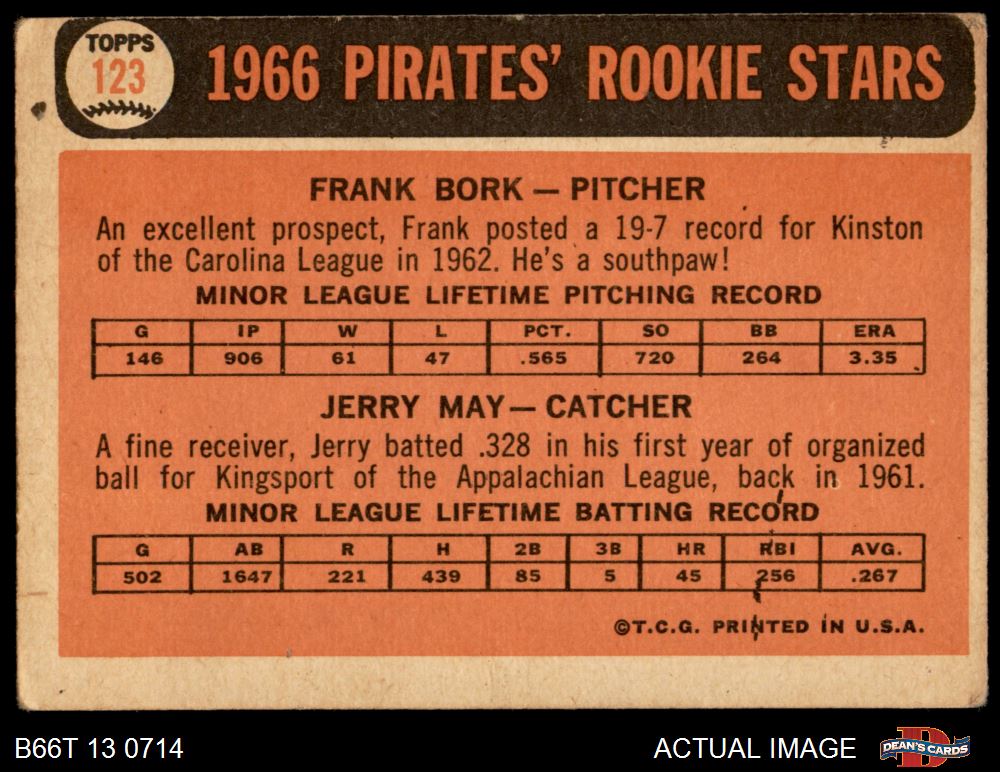 TOPPS
123
1966 PIRATES' ROOKIE STARS
FRANK BORK — PITCHER
An excellent prospect, Frank posted a 19-7 record for Kinston
of the Carolina League in 1962. He's a southpaw!
MINOR LEAGUE LIFETIME PITCHING RECORD
G IP W L PCT. SO BB ERA
146 906 61 47 .565 720 264 3.35
JERRY MAY — CATCHER
A fine receiver, Jerry batted .328 in his first year of organized
ball for Kingsport of the Appalachian League, back in 1961.
MINOR LEAGUE LIFETIME BATTING RECORD
G AB R H 2B 3B HR RBI AVG.
502 1647 221 439 85 5 45 256 .267
©T.C.G. PRINTED IN U.S.A.
B66T 13 0714
ACTUAL IMAGE
D
DEAN'S CARDS